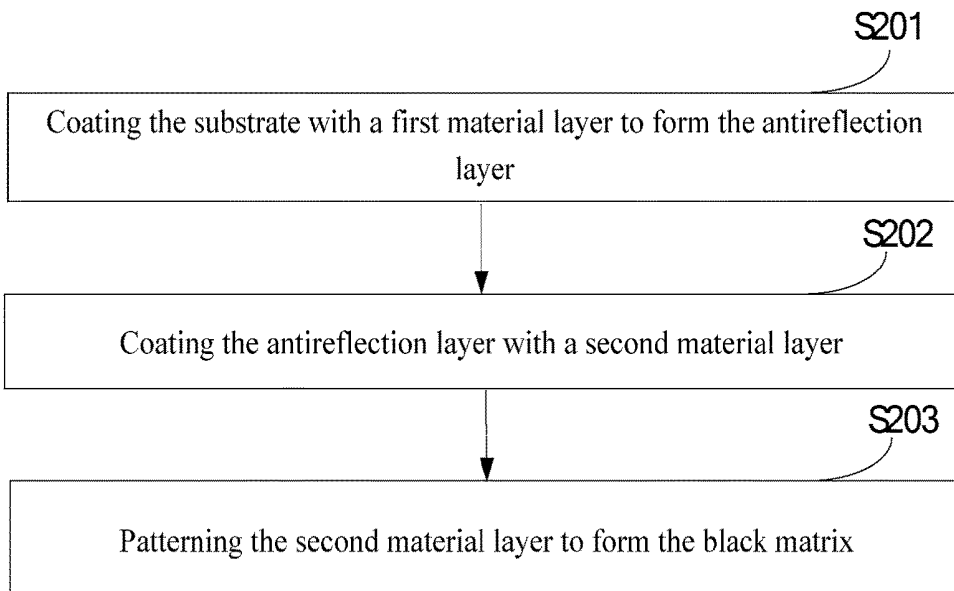 S201
Coating the substrate with a first material layer to form the antireflection
layer
S202
Coating the antireflection layer with a second material layer
S203
Patterning the second material layer to form the black matrix